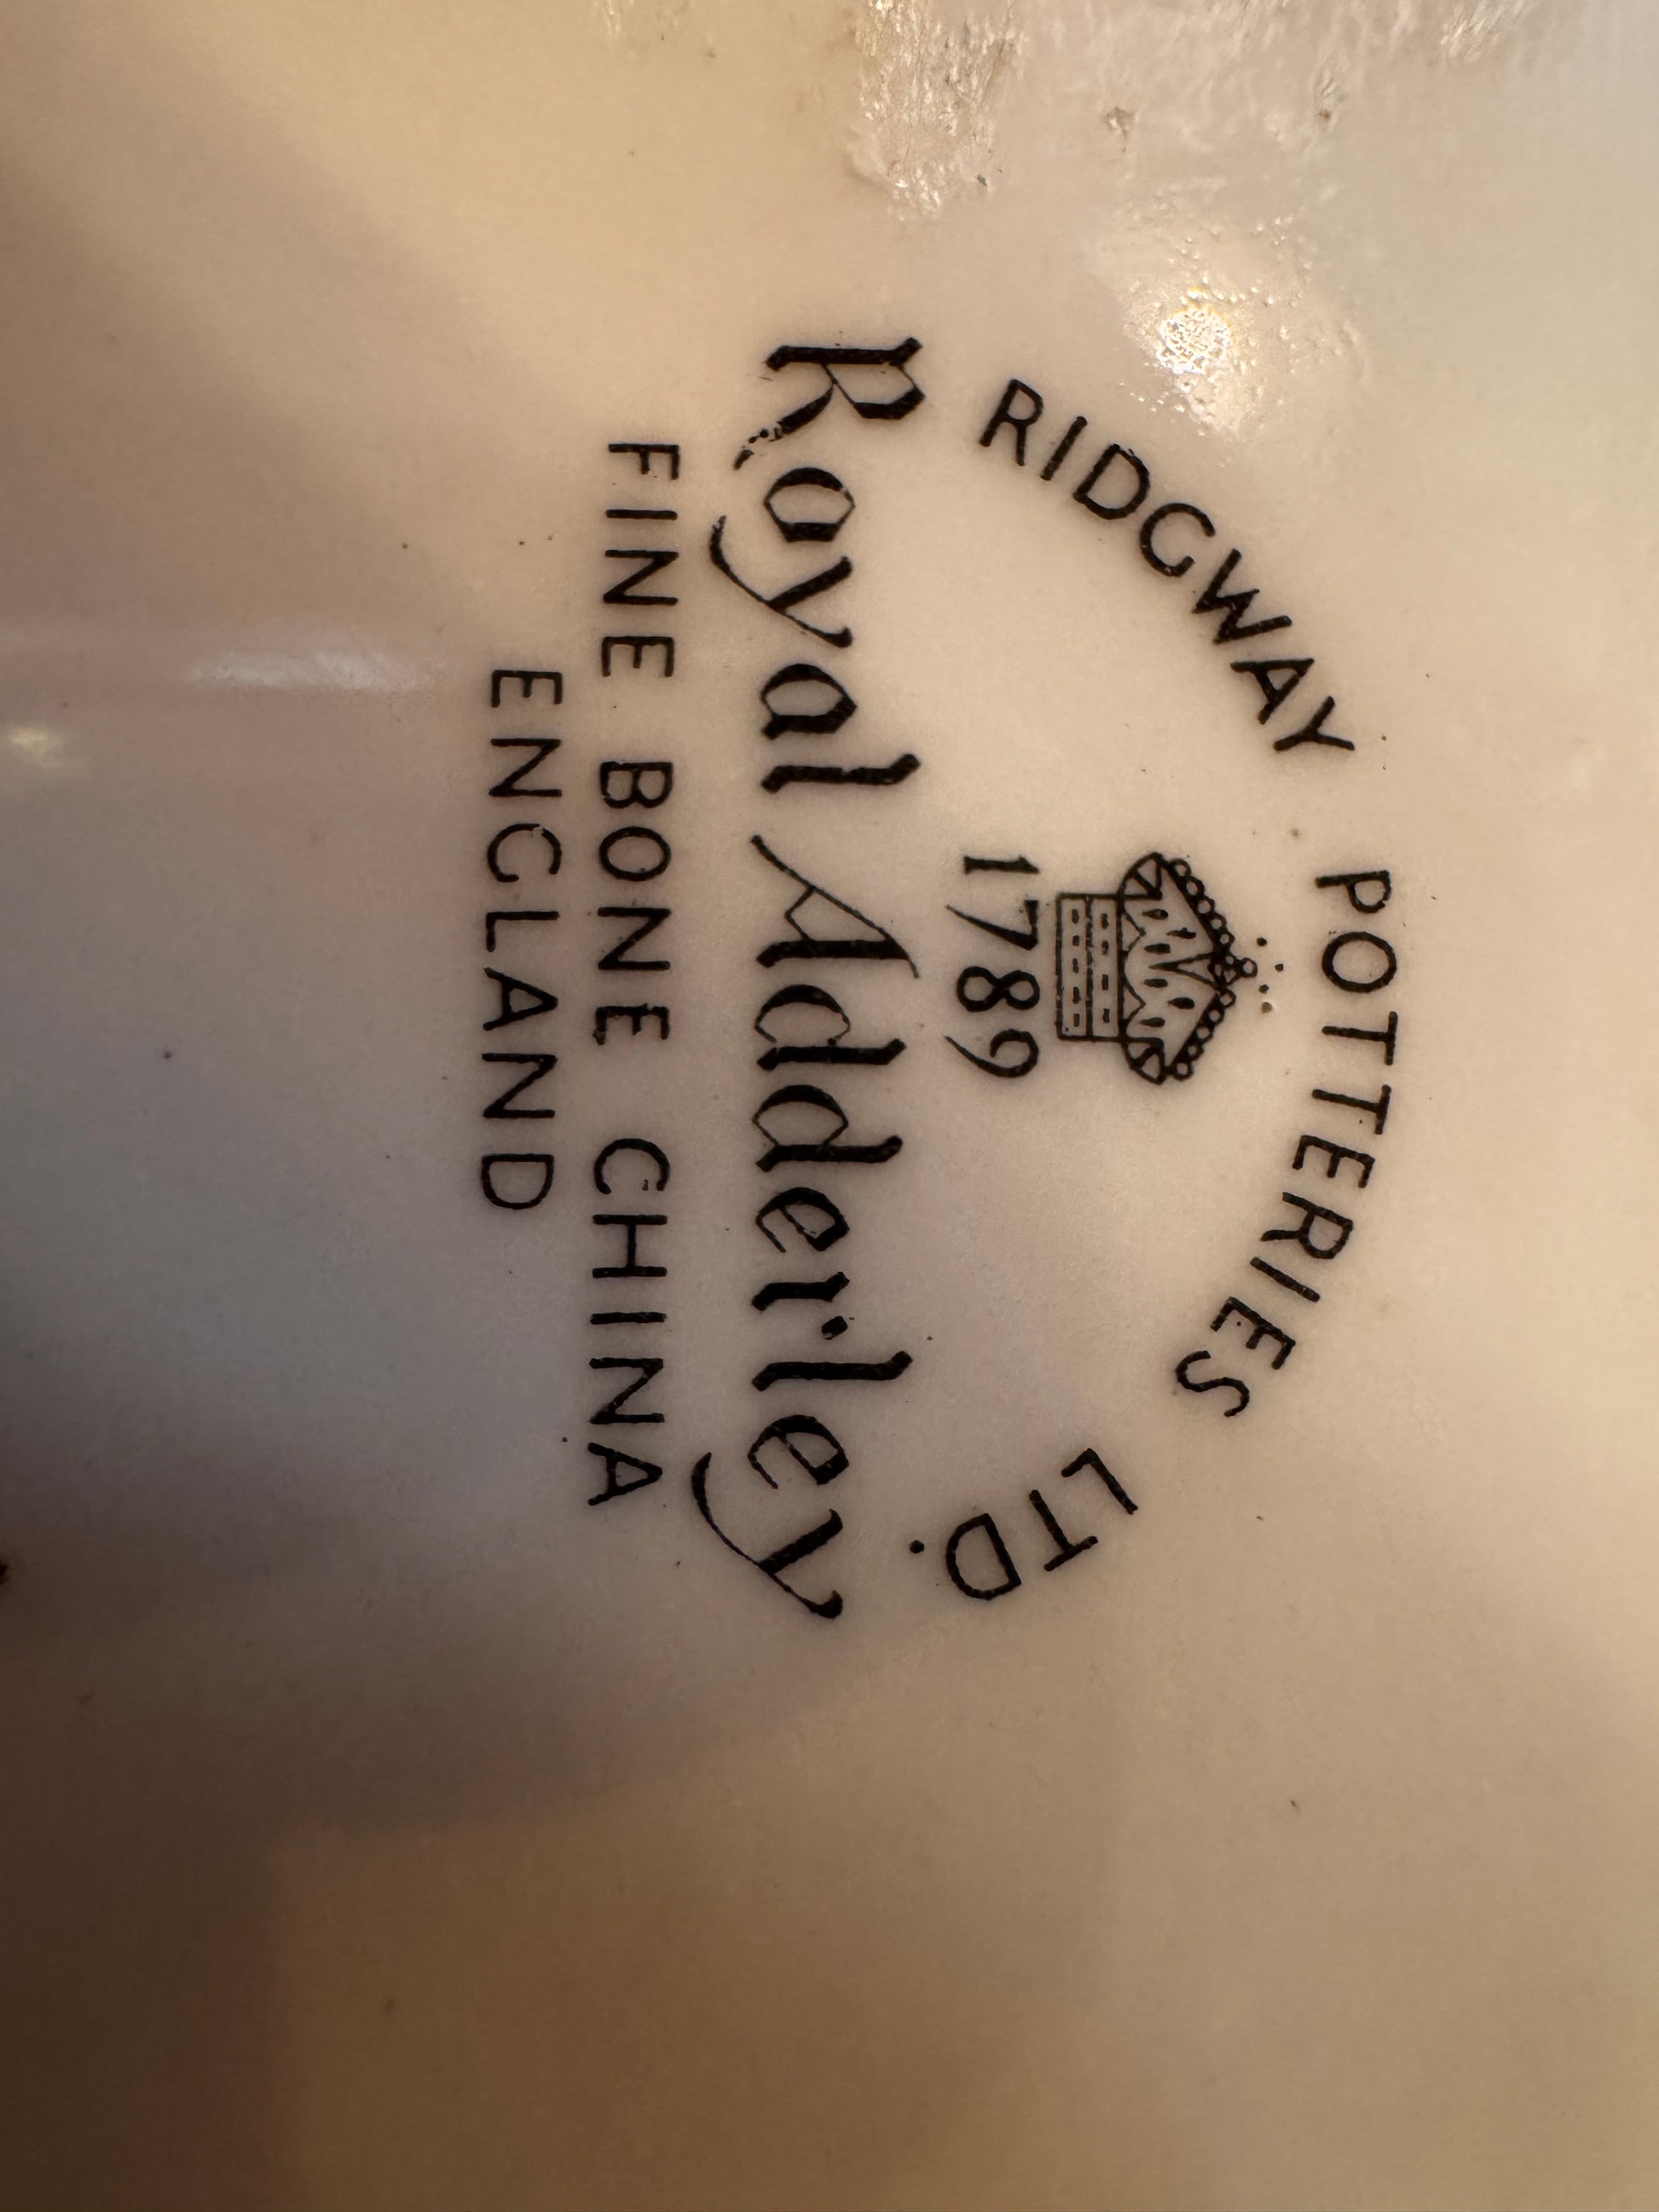 RIDGWAY POTTERIES LTD.
1789
Royal Adderley
FINE BONE CHINA
ENGLAND